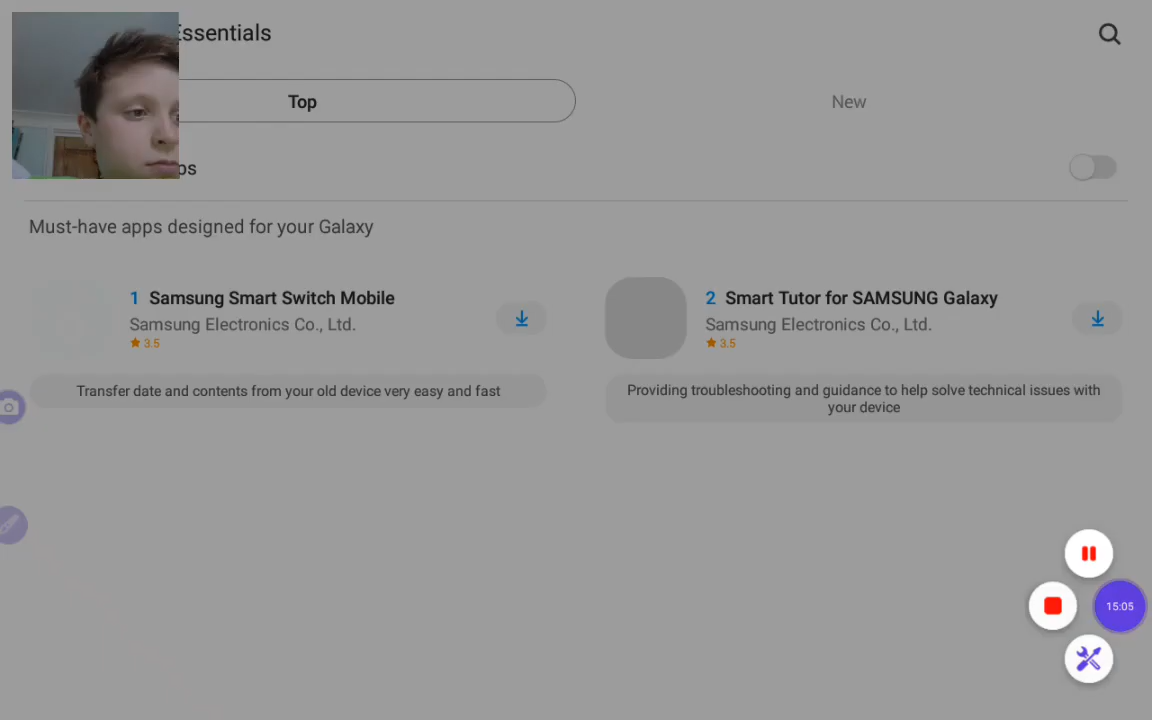 Essentials
Top
New
Must-have apps designed for your Galaxy
1 Samsung Smart Switch Mobile
Samsung Electronics Co., Ltd.
3.5
Transfer date and contents from your old device very easy and fast
2 Smart Tutor for SAMSUNG Galaxy
Samsung Electronics Co., Ltd.
3.5
Providing troubleshooting and guidance to help solve technical issues with
your device
15:05